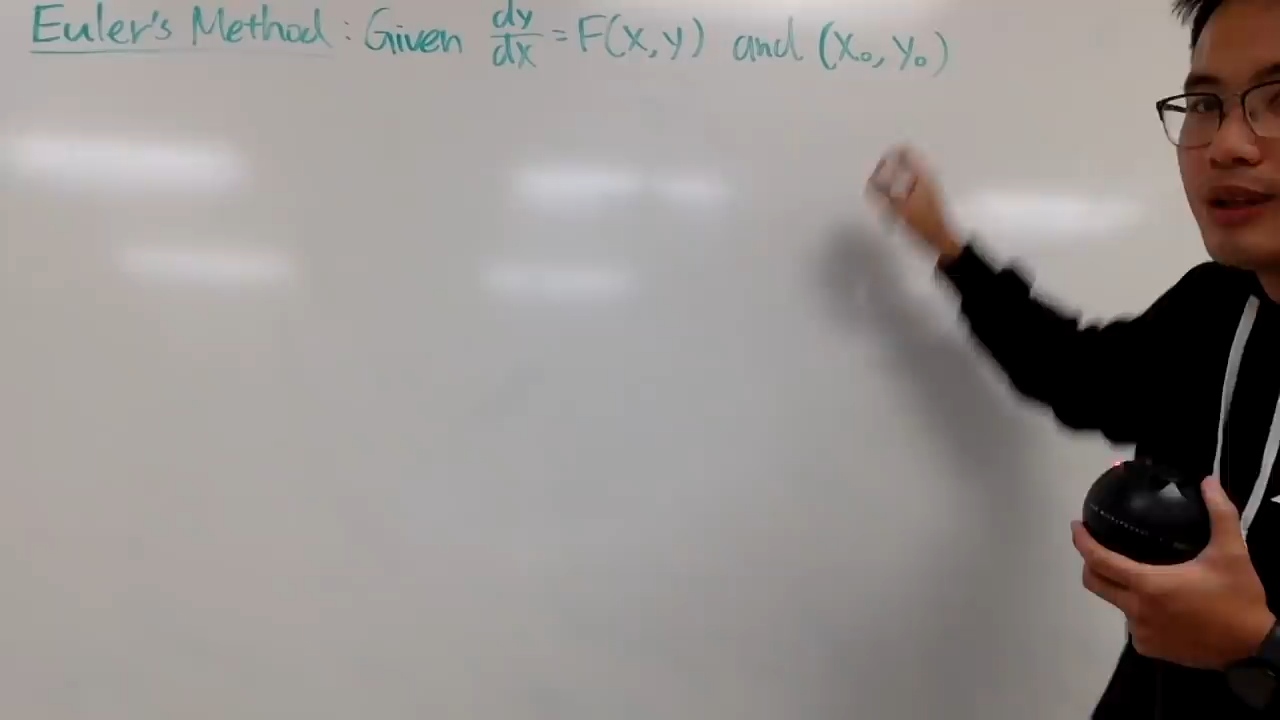 Euler's Method: Given dy/dx = F(x,y) and (x₀, y₀)